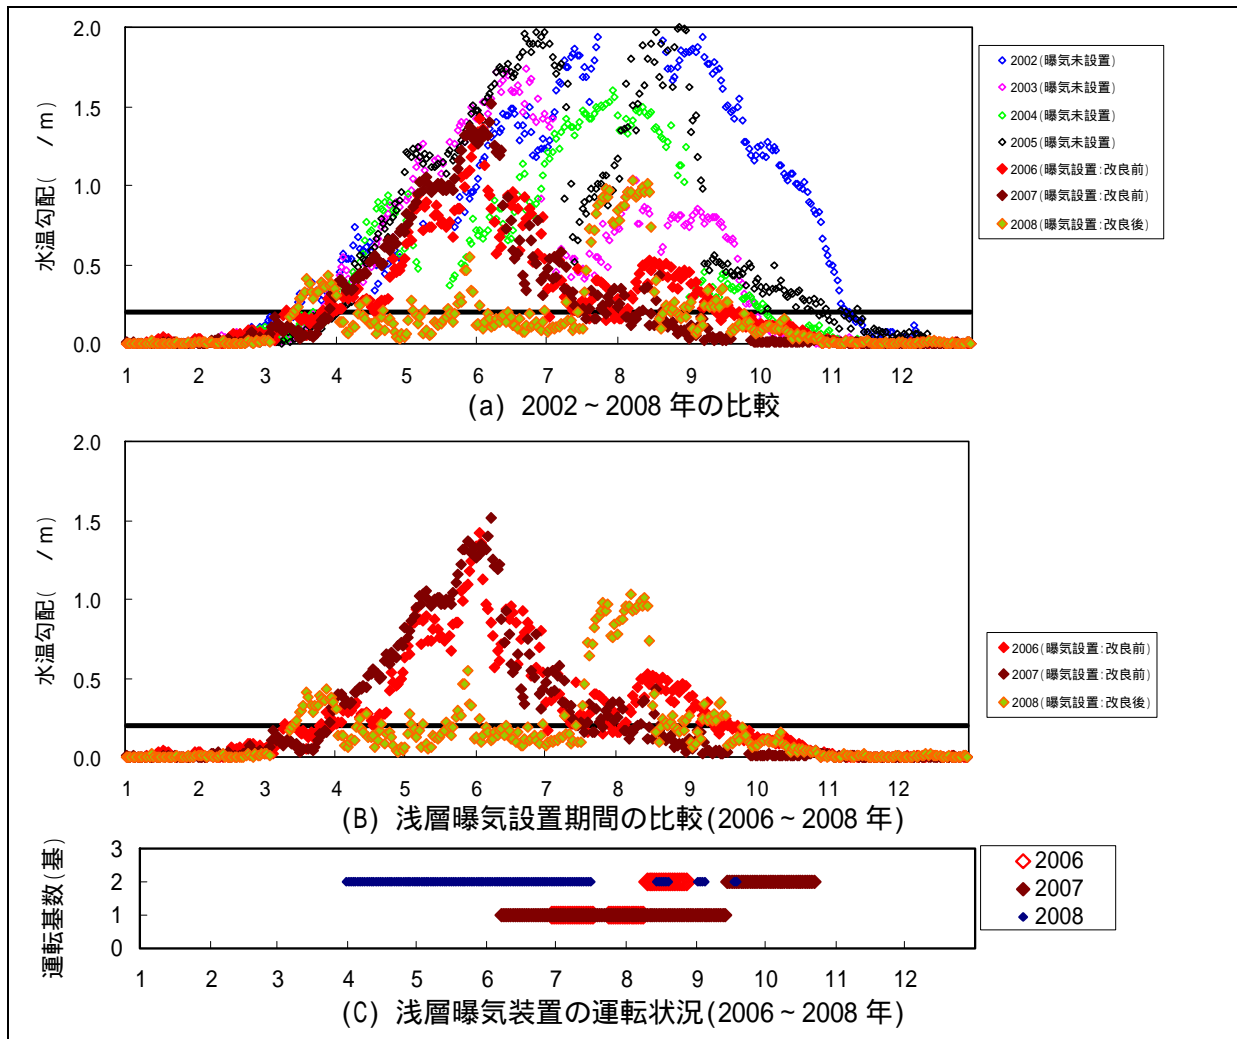 2.0
1.5
1.0
0.5
0.0
水温勾配(　/m)
1 2 3 4 5 6 7 8 9 10 11 12
2002(曝気未設置)
2003(曝気未設置)
2004(曝気未設置)
2005(曝気未設置)
2006(曝気設置:改良前)
2007(曝気設置:改良前)
2008(曝気設置:改良後)
(a) 2002~2008 年の比較
2.0
1.5
1.0
0.5
0.0
水温勾配(　/m)
1 2 3 4 5 6 7 8 9 10 11 12
2006(曝気設置:改良前)
2007(曝気設置:改良前)
2008(曝気設置:改良後)
(B) 浅層曝気設置期間の比較(2006~2008 年)
3
2
1
0
運転基数(基)
1 2 3 4 5 6 7 8 9 10 11 12
2006
2007
2008
(C) 浅層曝気装置の運転状況(2006~2008 年)